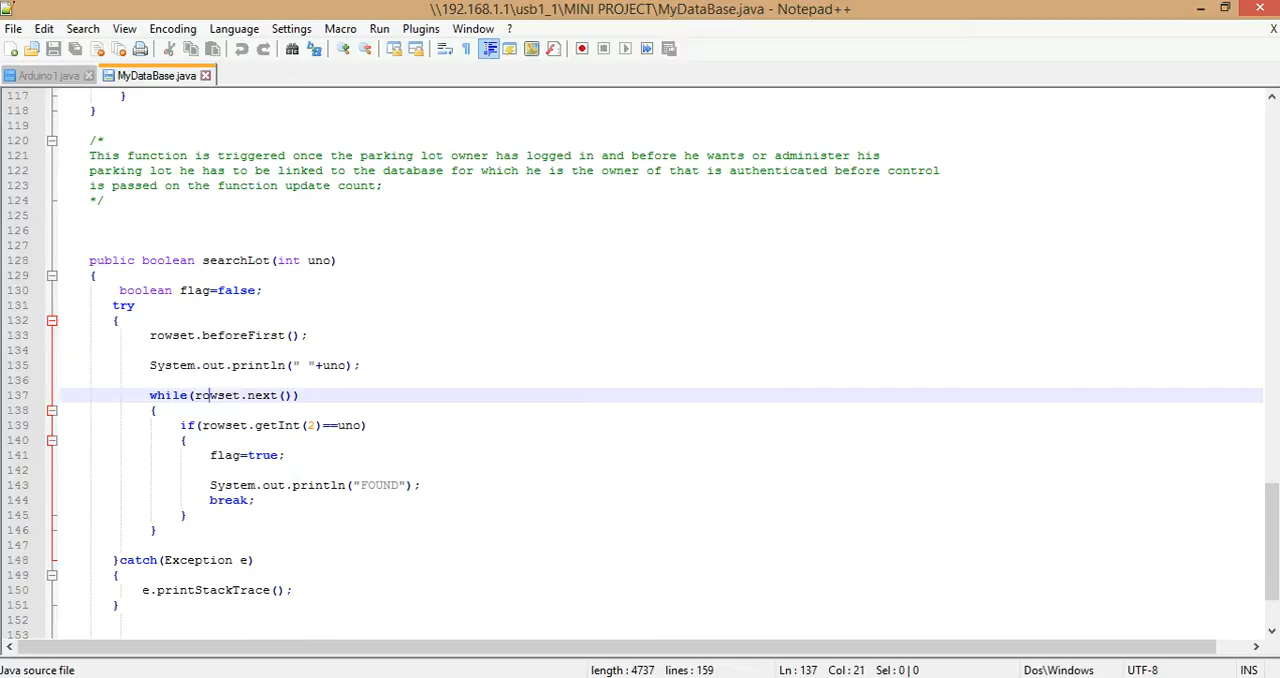 \\192.168.1.1\usb1_1\MINI PROJECT\MyDataBase.java - Notepad++
File Edit Search View Encoding Language Settings Macro Run Plugins Window ? X
Arduino1.java MyDataBase.java
117 }
118 }
119
120 /*
121 This function is triggered once the parking lot owner has logged in and before he wants or administer his
122 parking lot he has to be linked to the database for which he is the owner of that is authenticated before control
123 is passed on the function update count;
124 */
125
126
127
128 public boolean searchLot(int uno)
129 {
130 boolean flag=false;
131 try
132 {
133 rowset.beforeFirst();
134
135 System.out.println(" "+uno);
136
137 while(rowset.next())
138 {
139 if(rowset.getInt(2)==uno)
140 {
141 flag=true;
142
143 System.out.println("FOUND");
144 break;
145 }
146 }
147
148 }catch(Exception e)
149 {
150 e.printStackTrace();
151 }
152
153
Java source file length : 4737 lines : 159 Ln : 137 Col : 21 Sel : 0 | 0 Dos\Windows UTF-8 INS